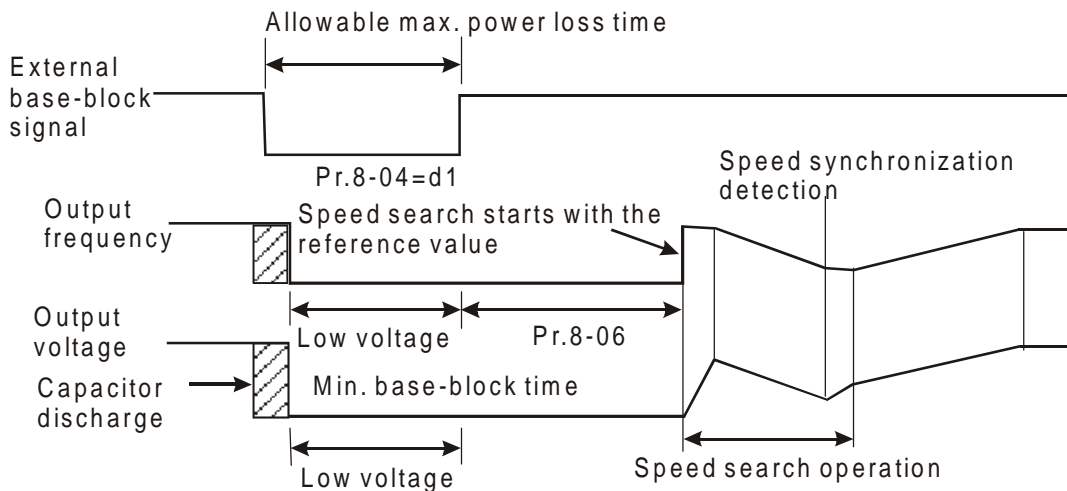 Allowable max. power loss time
External
base-block
signal
Pr.8-04=d1
Speed synchronization
detection
Output
frequency
Speed search starts with the
reference value
Output
voltage
Low voltage
Pr.8-06
Capacitor
discharge
Min. base-block time
Low voltage
Speed search operation